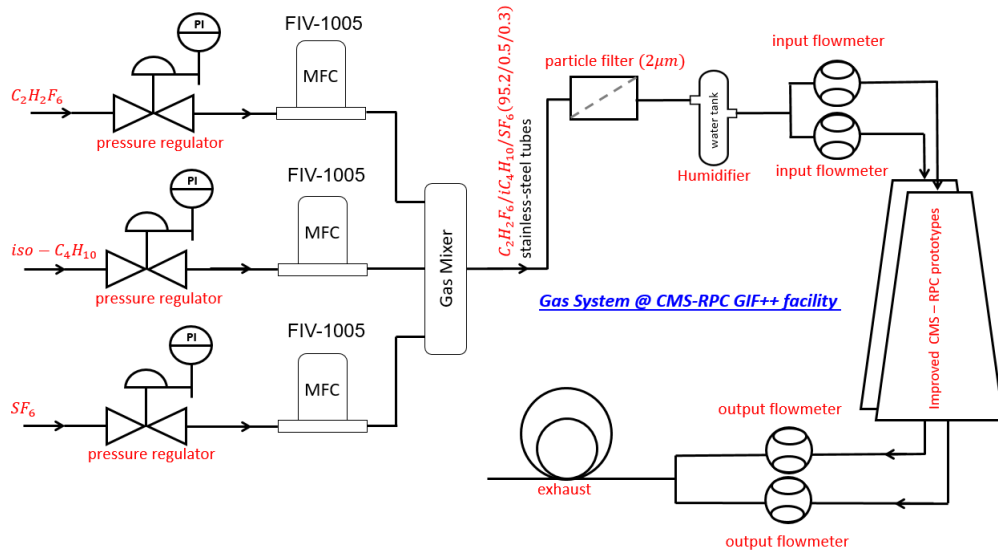 PI
FIV-1005
MFC
C₂H₂F₆
pressure regulator
PI
FIV-1005
MFC
iso − C₄H₁₀
pressure regulator
PI
FIV-1005
MFC
SF₆
pressure regulator
Gas Mixer
C₂H₂F₆/iC₄H₁₀/SF₆(95.2/0.5/0.3)
stainless-steel tubes
particle filter (2μm)
water tank
Humidifier
input flowmeter
input flowmeter
Gas System @ CMS-RPC GIF++ facility
Improved CMS − RPC prototypes
output flowmeter
output flowmeter
exhaust